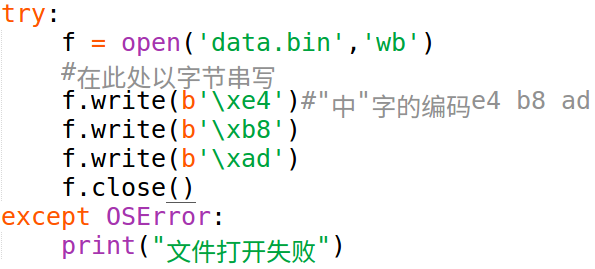 try:
    f = open('data.bin','wb')
    #在此处以字节串写
    f.write(b'\xe4')#"中"字的编码e4 b8 ad
    f.write(b'\xb8')
    f.write(b'\xad')
    f.close()
except OSError:
    print("文件打开失败")